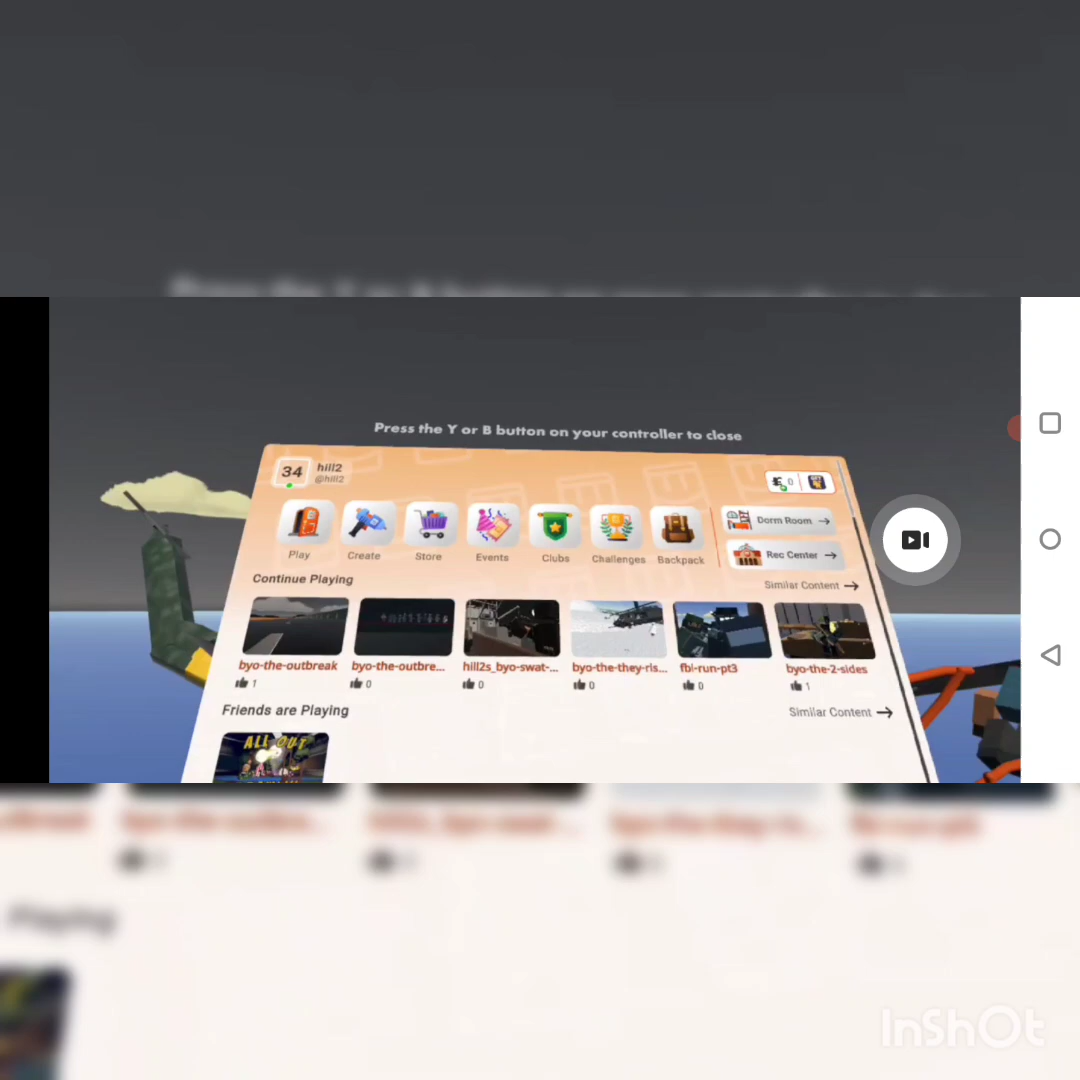 Press the Y or B button on your controller to close
34
hill2
@hill2
0
Play
Create
Store
Events
Clubs
Challenges
Backpack
Dorm Room →
Rec Center →
Continue Playing
Similar Content →
byo-the-outbreak
byo-the-outbre...
hill2s_byo-swat-...
byo-the-they-ris...
fbi-run-pt3
byo-the-2-sides
1
0
0
0
0
1
Friends are Playing
Similar Content →
ALL OUT
Playing
InShOt